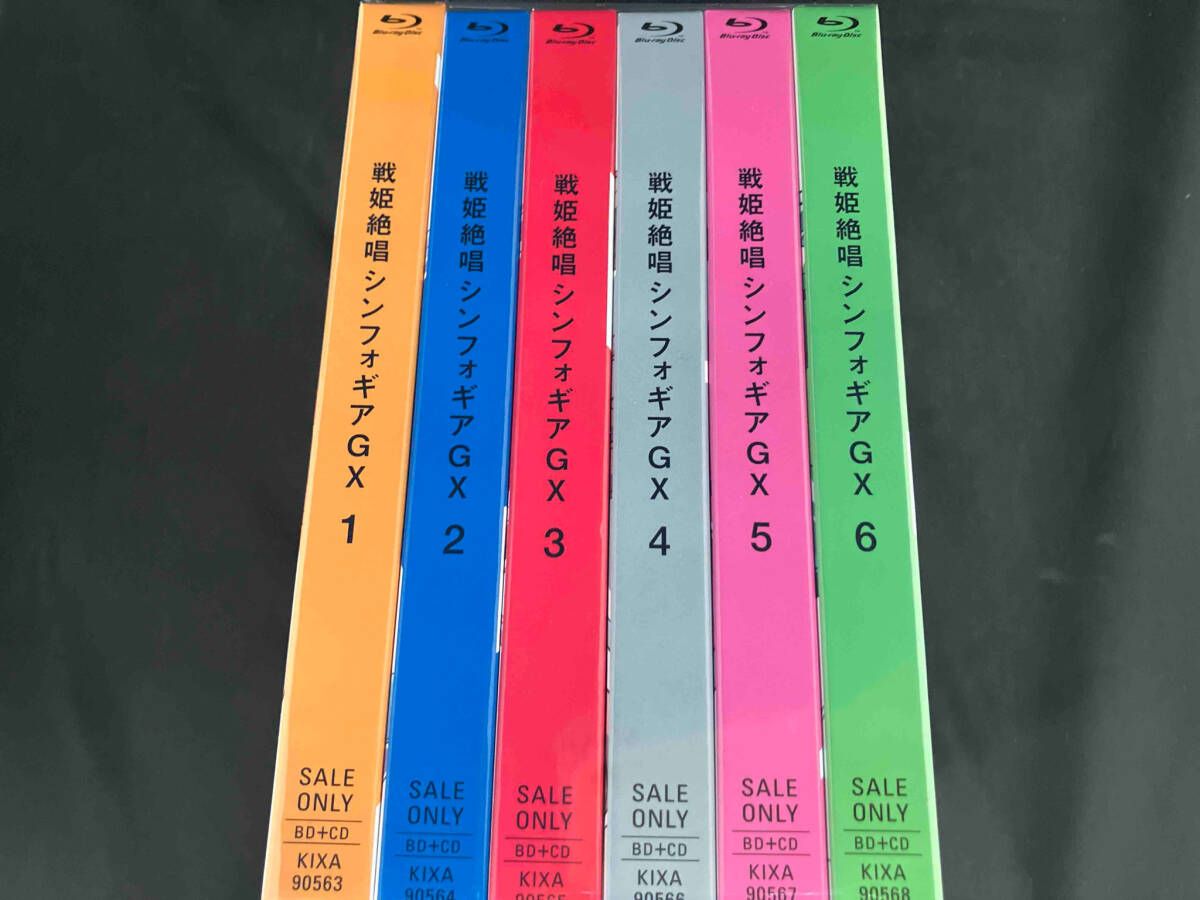 Blu-ray Disc
戦姫絶唱シンフォギアGX
1
SALE
ONLY
BD+CD
KIXA
90563
Blu-ray Disc
戦姫絶唱シンフォギアGX
2
SALE
ONLY
BD+CD
KIXA
90564
Blu-ray Disc
戦姫絶唱シンフォギアGX
3
SALE
ONLY
BD+CD
KIXA
90565
Blu-ray Disc
戦姫絶唱シンフォギアGX
4
SALE
ONLY
BD+CD
KIXA
90566
Blu-ray Disc
戦姫絶唱シンフォギアGX
5
SALE
ONLY
BD+CD
KIXA
90567
Blu-ray Disc
戦姫絶唱シンフォギアGX
6
SALE
ONLY
BD+CD
KIXA
90568